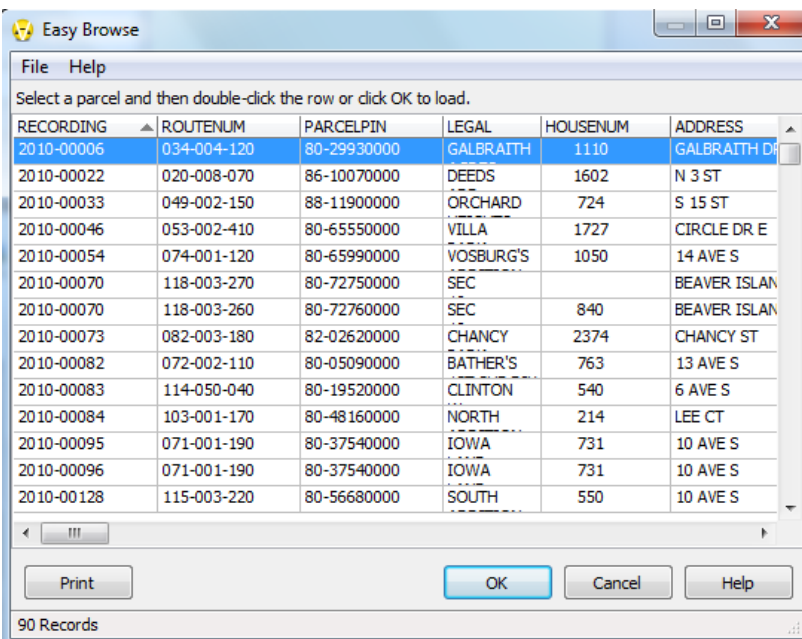 Easy Browse
File Help
Select a parcel and then double-click the row or click OK to load.
RECORDING ROUTENUM PARCELPIN LEGAL HOUSENUM ADDRESS
2010-00006 034-004-120 80-29930000 GALBRAITH 1110 GALBRAITH DR
2010-00022 020-008-070 86-10070000 DEEDS 1602 N 3 ST
2010-00033 049-002-150 88-11900000 ORCHARD 724 S 15 ST
2010-00046 053-002-410 80-65550000 VILLA 1727 CIRCLE DR E
2010-00054 074-001-120 80-65990000 VOSBURG'S 1050 14 AVE S
2010-00070 118-003-270 80-72750000 SEC BEAVER ISLAN
2010-00070 118-003-260 80-72760000 SEC 840 BEAVER ISLAN
2010-00073 082-003-180 82-02620000 CHANCY 2374 CHANCY ST
2010-00082 072-002-110 80-05090000 BATHER'S 763 13 AVE S
2010-00083 114-050-040 80-19520000 CLINTON 540 6 AVE S
2010-00084 103-001-170 80-48160000 NORTH 214 LEE CT
2010-00095 071-001-190 80-37540000 IOWA 731 10 AVE S
2010-00096 071-001-190 80-37540000 IOWA 731 10 AVE S
2010-00128 115-003-220 80-56680000 SOUTH 550 10 AVE S
Print OK Cancel Help
90 Records